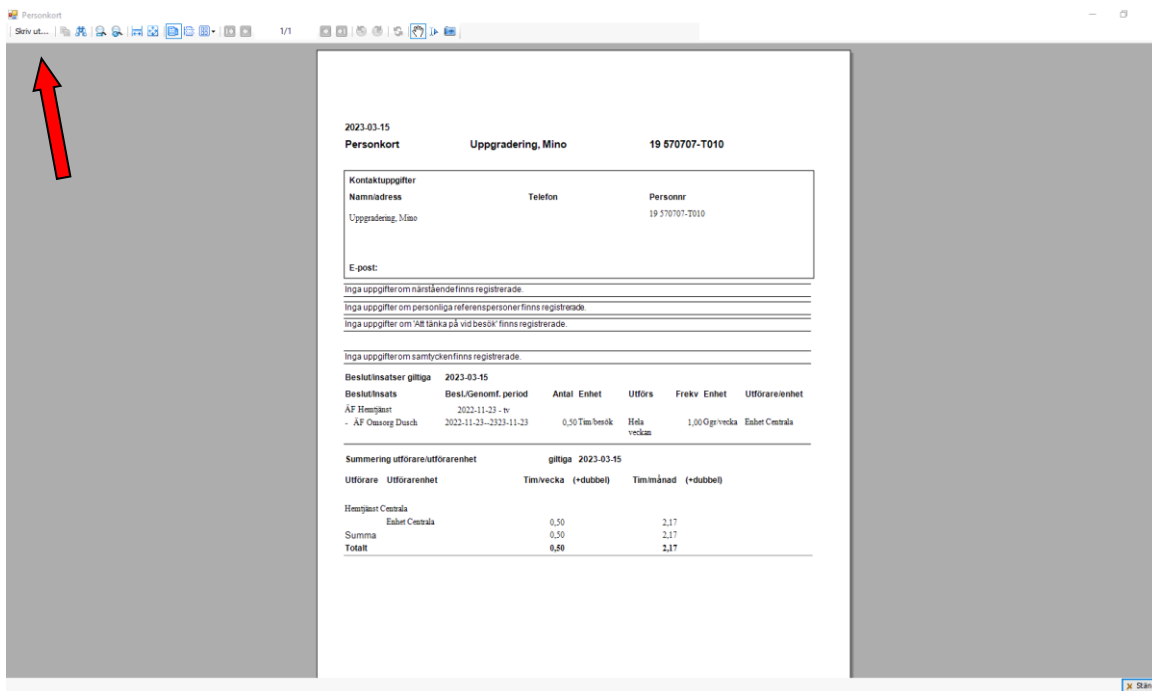 Personkort
Skriv ut... 1/1
2023-03-15
Personkort Uppgradering, Mino 19 570707-T010
Kontaktuppgifter
Namn/adress Telefon Personnr
Uppgradering, Mino 19 570707-T010
E-post:
Inga uppgifter om närstående finns registrerade.
Inga uppgifter om personliga referenspersoner finns registrerade.
Inga uppgifter om 'Att tänka på vid besök' finns registrerade.
Inga uppgifter om samtycken finns registrerade.
Beslut/insatser giltiga 2023-03-15
Beslut/Insats Besl./Genomf. period Antal Enhet Utförs Frekv Enhet Utförare/enhet
ÄF Hemtjänst 2022-11-23 - tv
- ÄF Omsorg Dusch 2022-11-23--2323-11-23 0,50 Tim/besök Hela veckan 1,00 Ggr/vecka Enhet Centrala
Summering utförare/utförarenhet giltiga 2023-03-15
Utförare Utförarenhet Tim/vecka (+dubbel) Tim/månad (+dubbel)
Hemtjänst Centrala
Enhet Centrala 0,50 2,17
Summa 0,50 2,17
Totalt 0,50 2,17
Stän